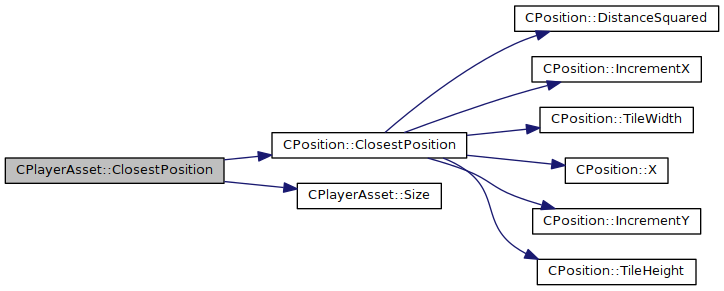 CPlayerAsset::ClosestPosition
CPosition::ClosestPosition
CPlayerAsset::Size
CPosition::DistanceSquared
CPosition::IncrementX
CPosition::TileWidth
CPosition::X
CPosition::IncrementY
CPosition::TileHeight